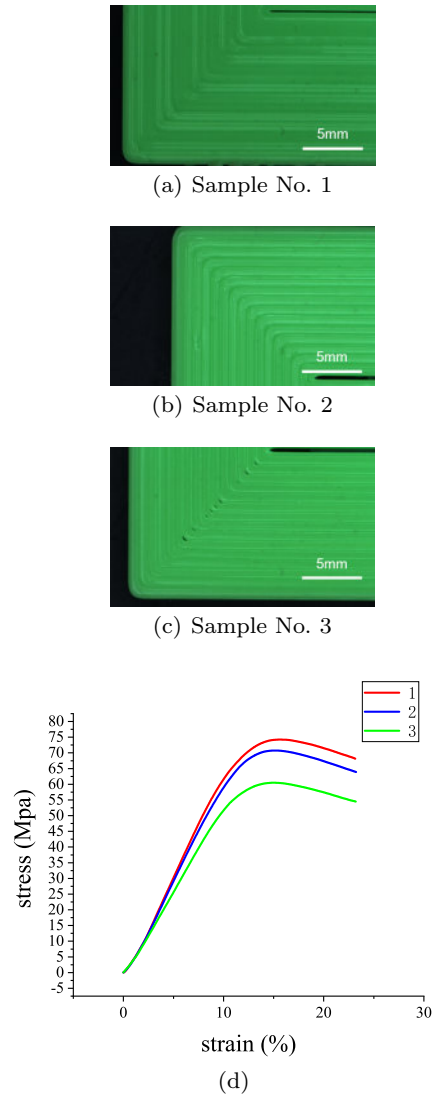 5mm
(a) Sample No. 1
5mm
(b) Sample No. 2
5mm
(c) Sample No. 3
1
2
3
80
75
70
65
60
55
50
45
40
35
30
25
20
15
10
5
0
-5
stress (Mpa)
0 10 20 30
strain (%)
(d)